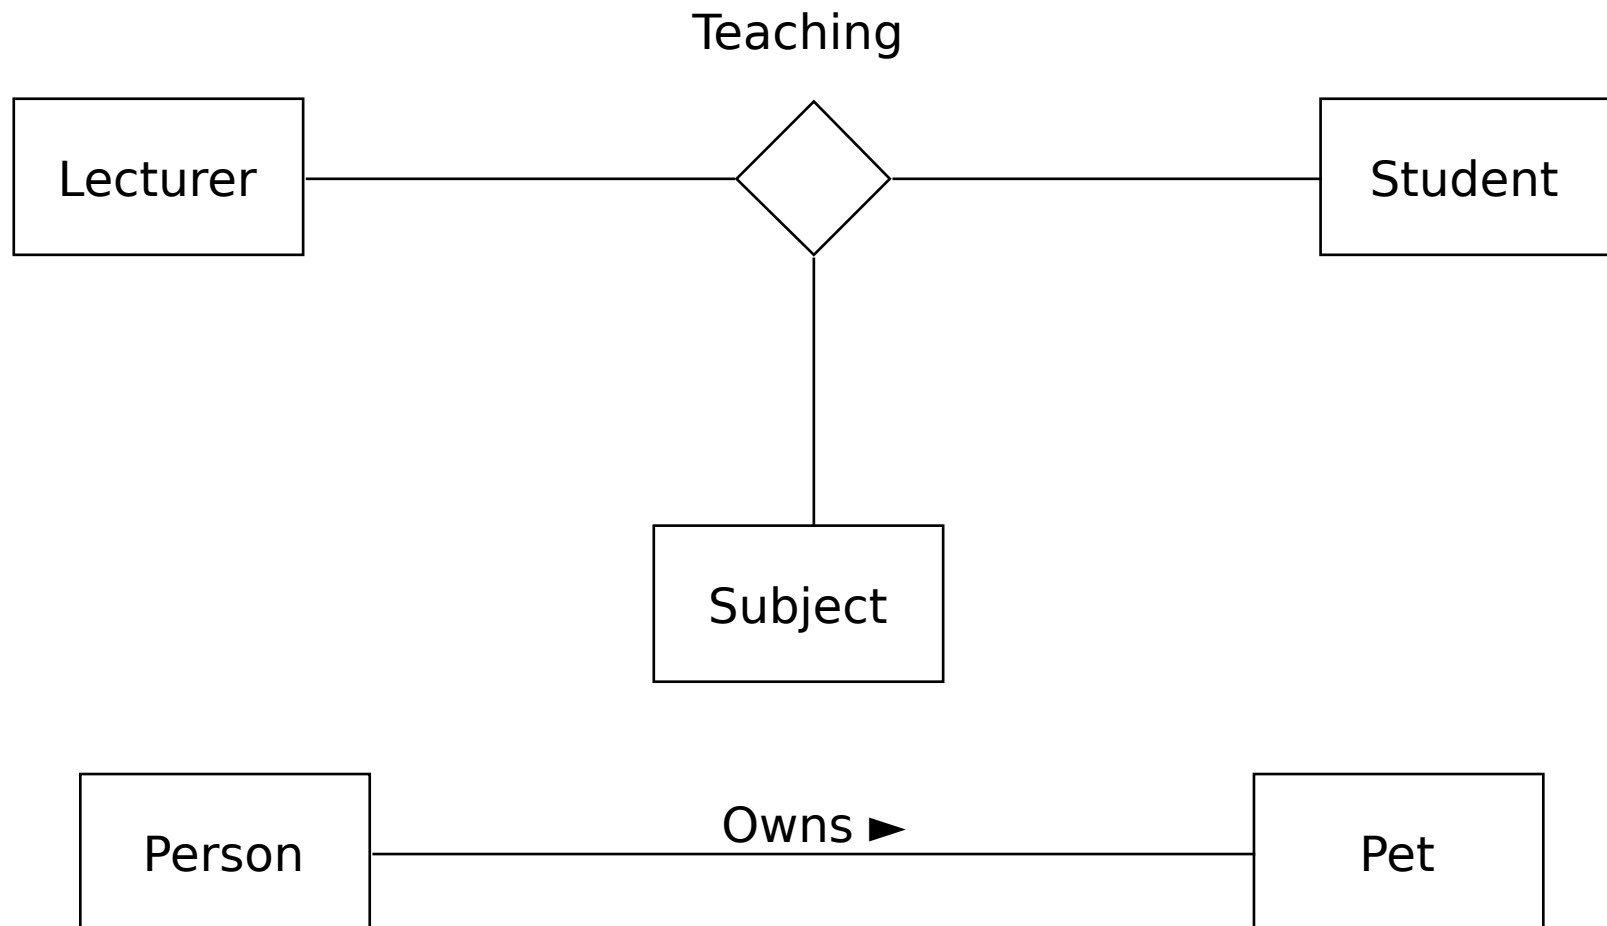 Teaching
Lecturer
Student
Subject
Owns ►
Person
Pet